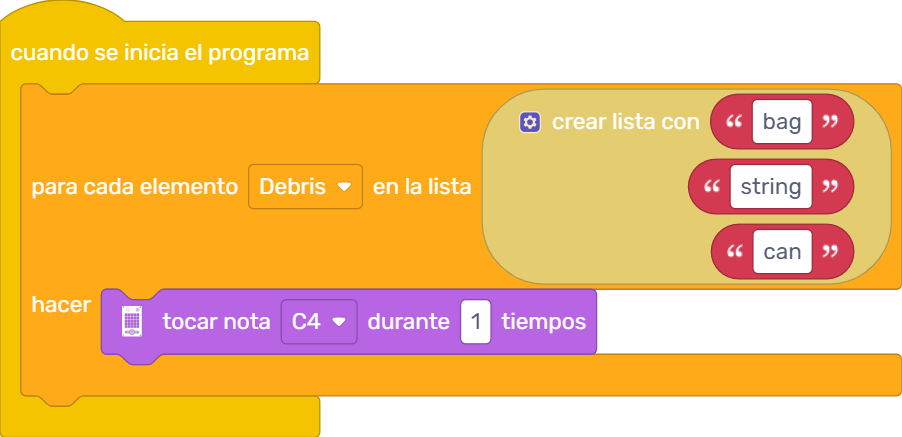 cuando se inicia el programa
crear lista con “ bag ”
para cada elemento Debris en la lista “ string ”
“ can ”
hacer
tocar nota C4 durante 1 tiempos